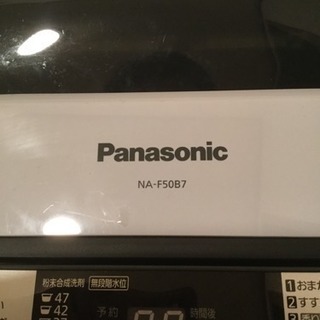 Panasonic
NA-F50B7
粉末合成洗剤 無段階水位
47
42
予約 時間後
1おまか
2すす